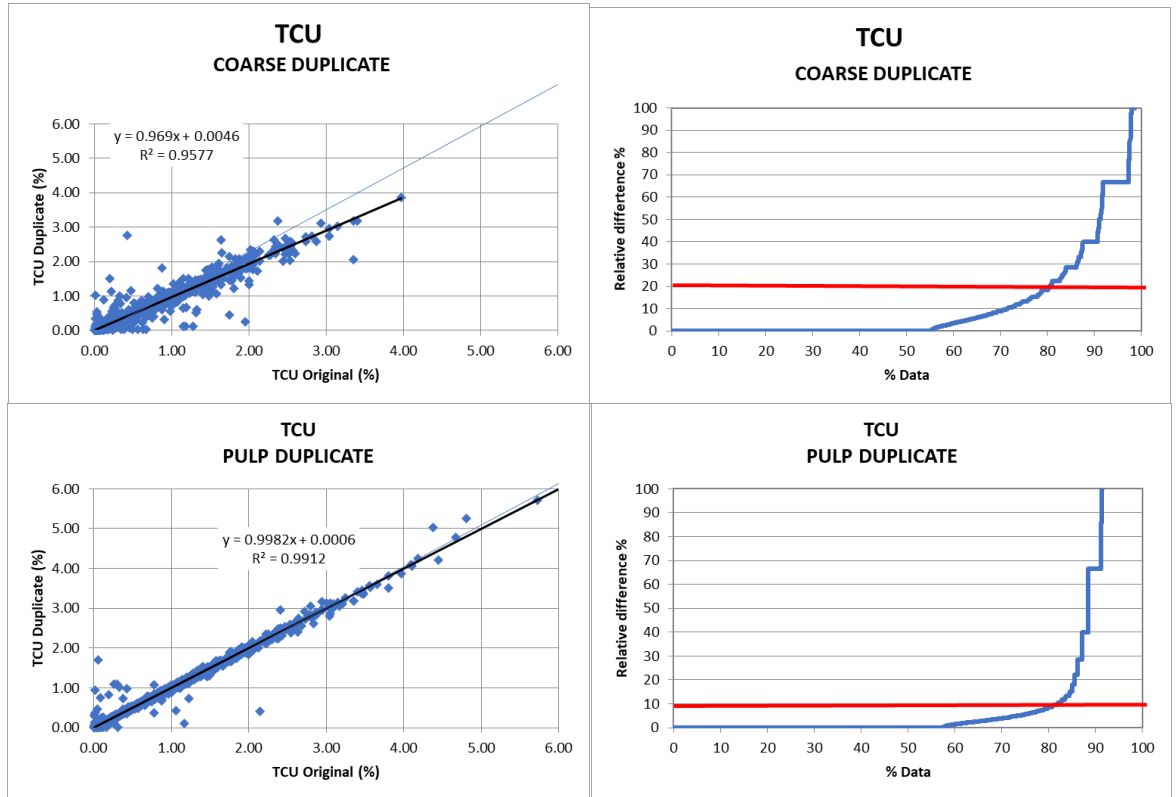 TCU
COARSE DUPLICATE
y = 0.969x + 0.0046
R² = 0.9577
6.00
5.00
4.00
3.00
2.00
1.00
0.00
0.00 1.00 2.00 3.00 4.00 5.00 6.00
TCU Duplicate (%)
TCU Original (%)
TCU
COARSE DUPLICATE
100
90
80
70
60
50
40
30
20
10
0
0 10 20 30 40 50 60 70 80 90 100
Relative differtence %
% Data
TCU
PULP DUPLICATE
y = 0.9982x + 0.0006
R² = 0.9912
6.00
5.00
4.00
3.00
2.00
1.00
0.00
0.00 1.00 2.00 3.00 4.00 5.00 6.00
TCU Duplicate (%)
TCU Original (%)
TCU
PULP DUPLICATE
100
90
80
70
60
50
40
30
20
10
0
0 10 20 30 40 50 60 70 80 90 100
Relative difference %
% Data